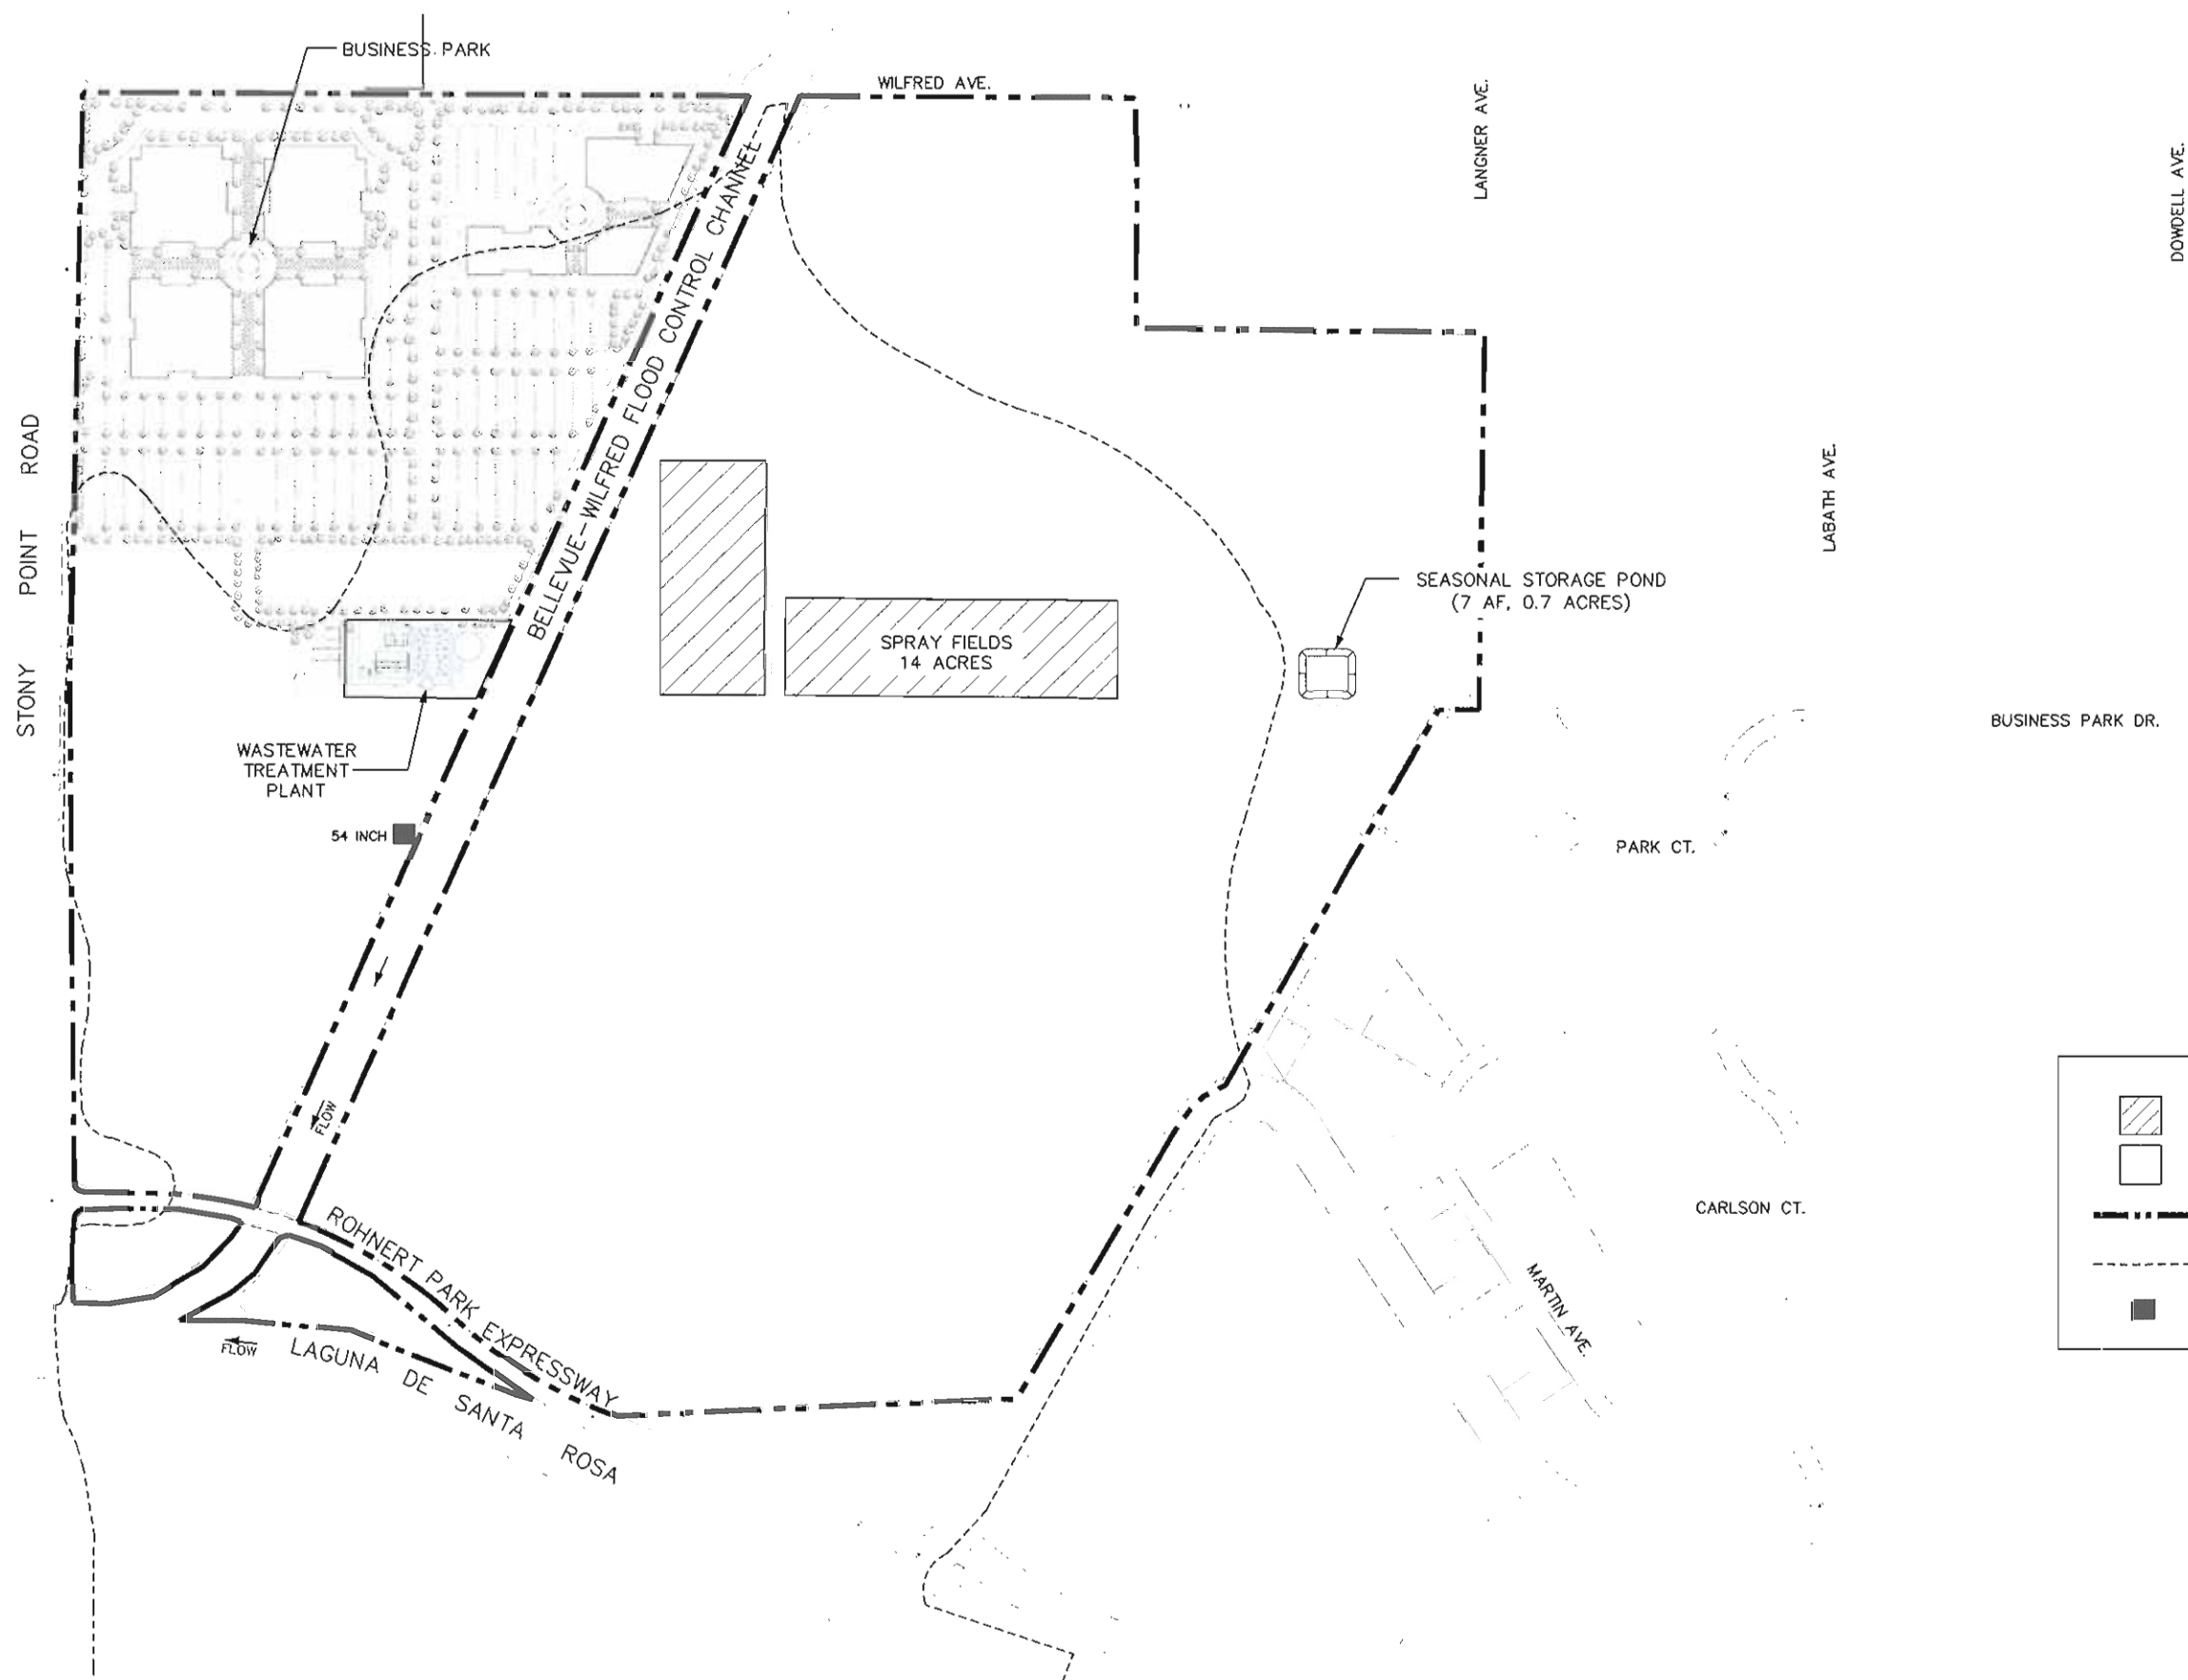 BUSINESS PARK
WILFRED AVE.
LANGNER AVE.
DOWDELL AVE.
BELLEVUE-WILFRED FLOOD CONTROL CHANNEL
STONY POINT ROAD
LABATH AVE.
SEASONAL STORAGE POND
(7 AF, 0.7 ACRES)
SPRAY FIELDS
14 ACRES
BUSINESS PARK DR.
WASTEWATER
TREATMENT
PLANT
54 INCH
PARK CT.
FLOW
CARLSON CT.
ROHNERT PARK EXPRESSWAY
MARTIN AVE.
FLOW
LAGUNA DE SANTA ROSA